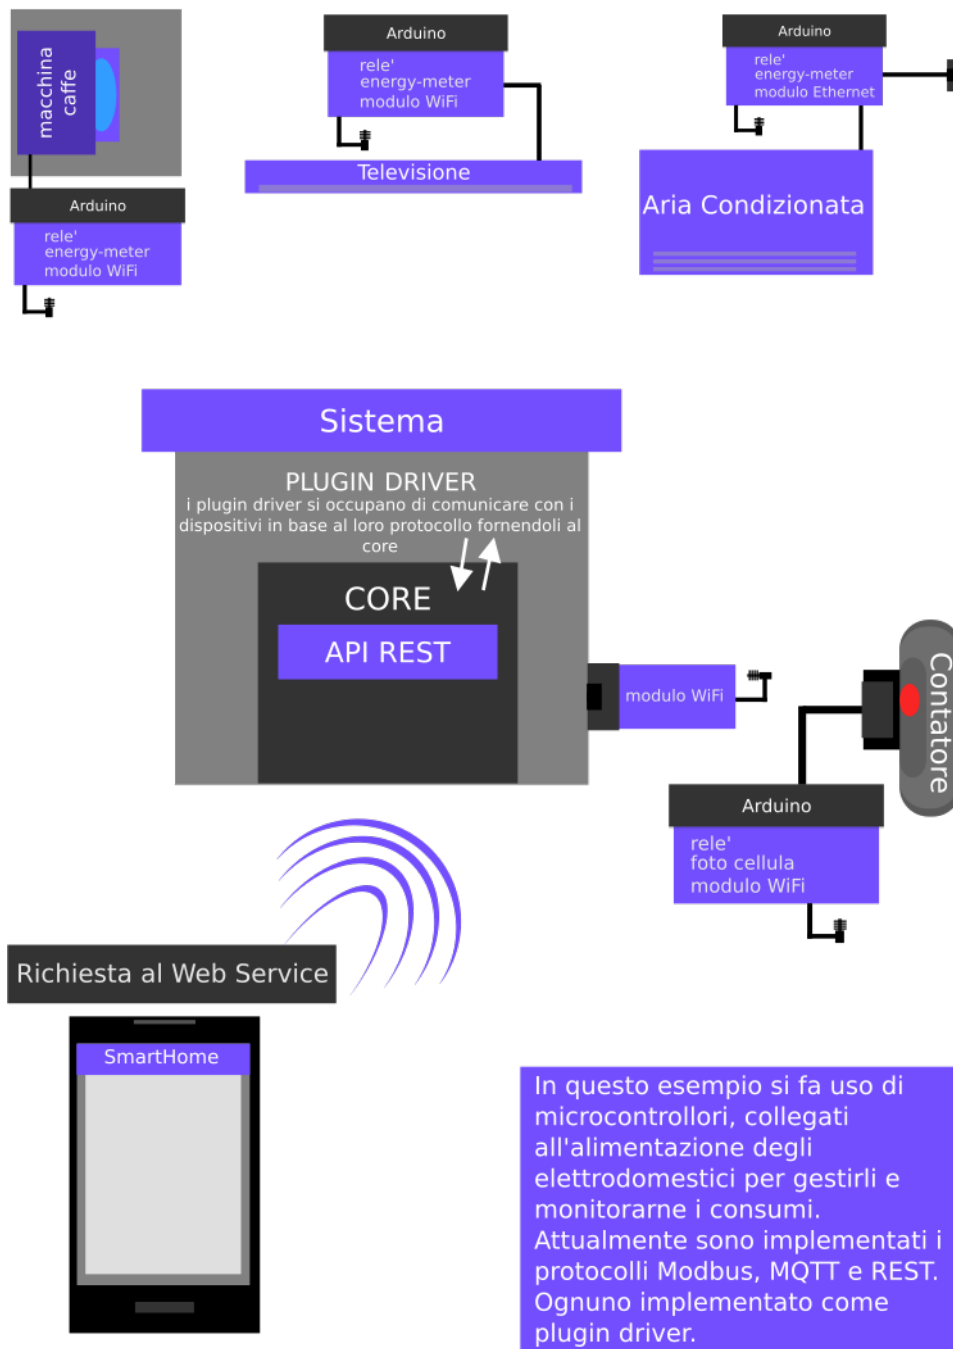 macchina
caffe
Arduino
rele'
energy-meter
modulo WiFi
Arduino
rele'
energy-meter
modulo WiFi
Televisione
Arduino
rele'
energy-meter
modulo Ethernet
Aria Condizionata
Sistema
PLUGIN DRIVER
i plugin driver si occupano di comunicare con i
dispositivi in base al loro protocollo fornendoli al
core
CORE
API REST
modulo WiFi
Contatore
Arduino
rele'
foto cellula
modulo WiFi
Richiesta al Web Service
SmartHome
In questo esempio si fa uso di
microcontrollori, collegati
all'alimentazione degli
elettrodomestici per gestirli e
monitorarne i consumi.
Attualmente sono implementati i
protocolli Modbus, MQTT e REST.
Ognuno implementato come
plugin driver.